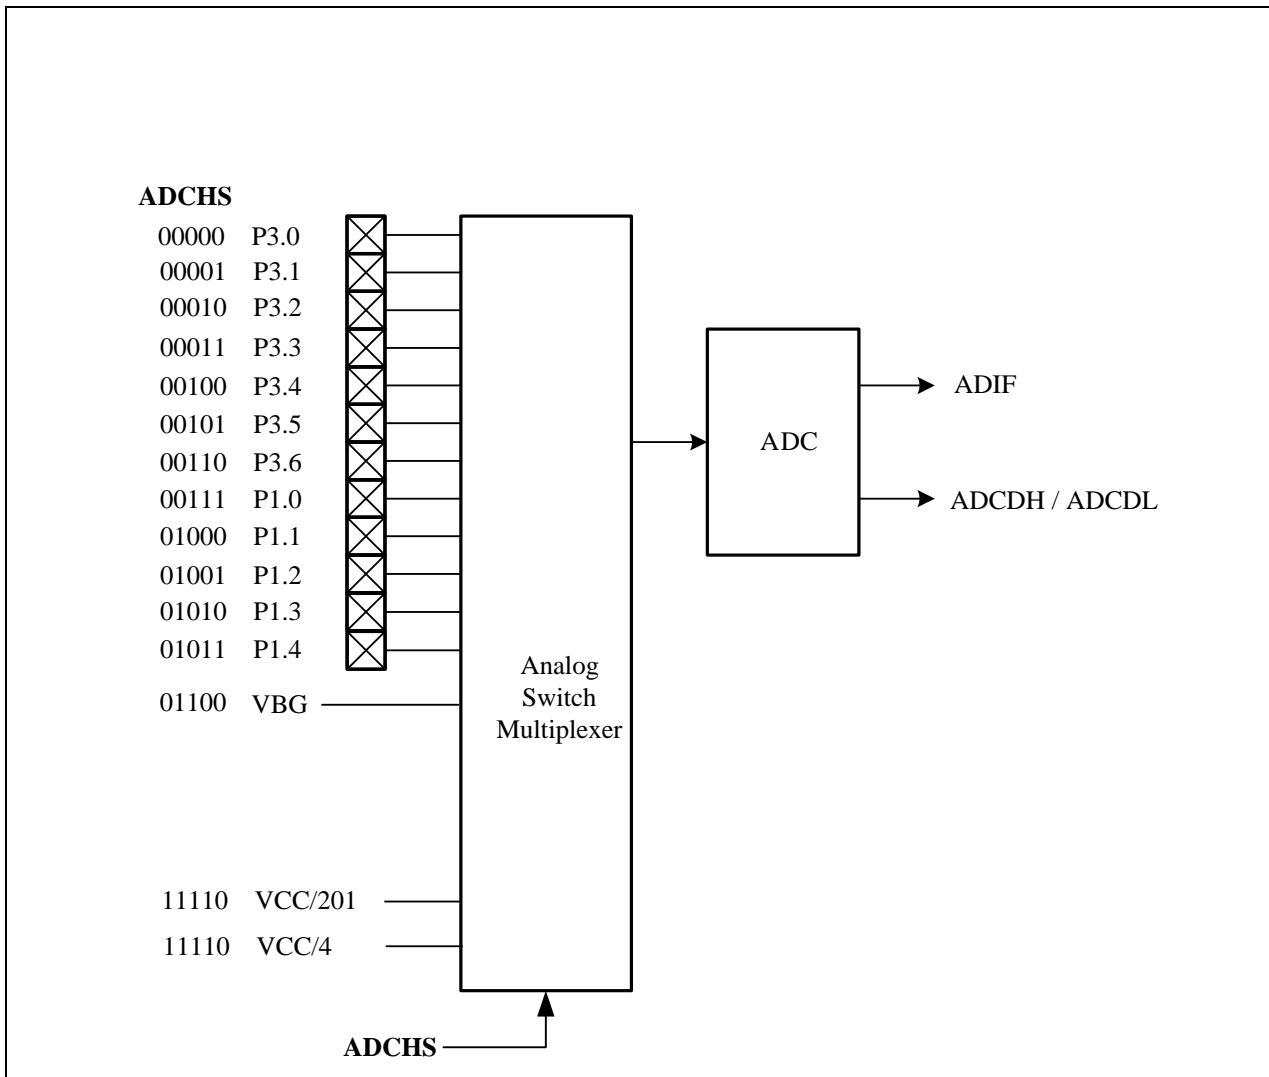 ADCHS
00000 P3.0
00001 P3.1
00010 P3.2
00011 P3.3
00100 P3.4
00101 P3.5
00110 P3.6
00111 P1.0
01000 P1.1
01001 P1.2
01010 P1.3
01011 P1.4
01100 VBG
11110 VCC/201
11110 VCC/4
ADCHS
Analog
Switch
Multiplexer
ADC
ADIF
ADCDH / ADCDL